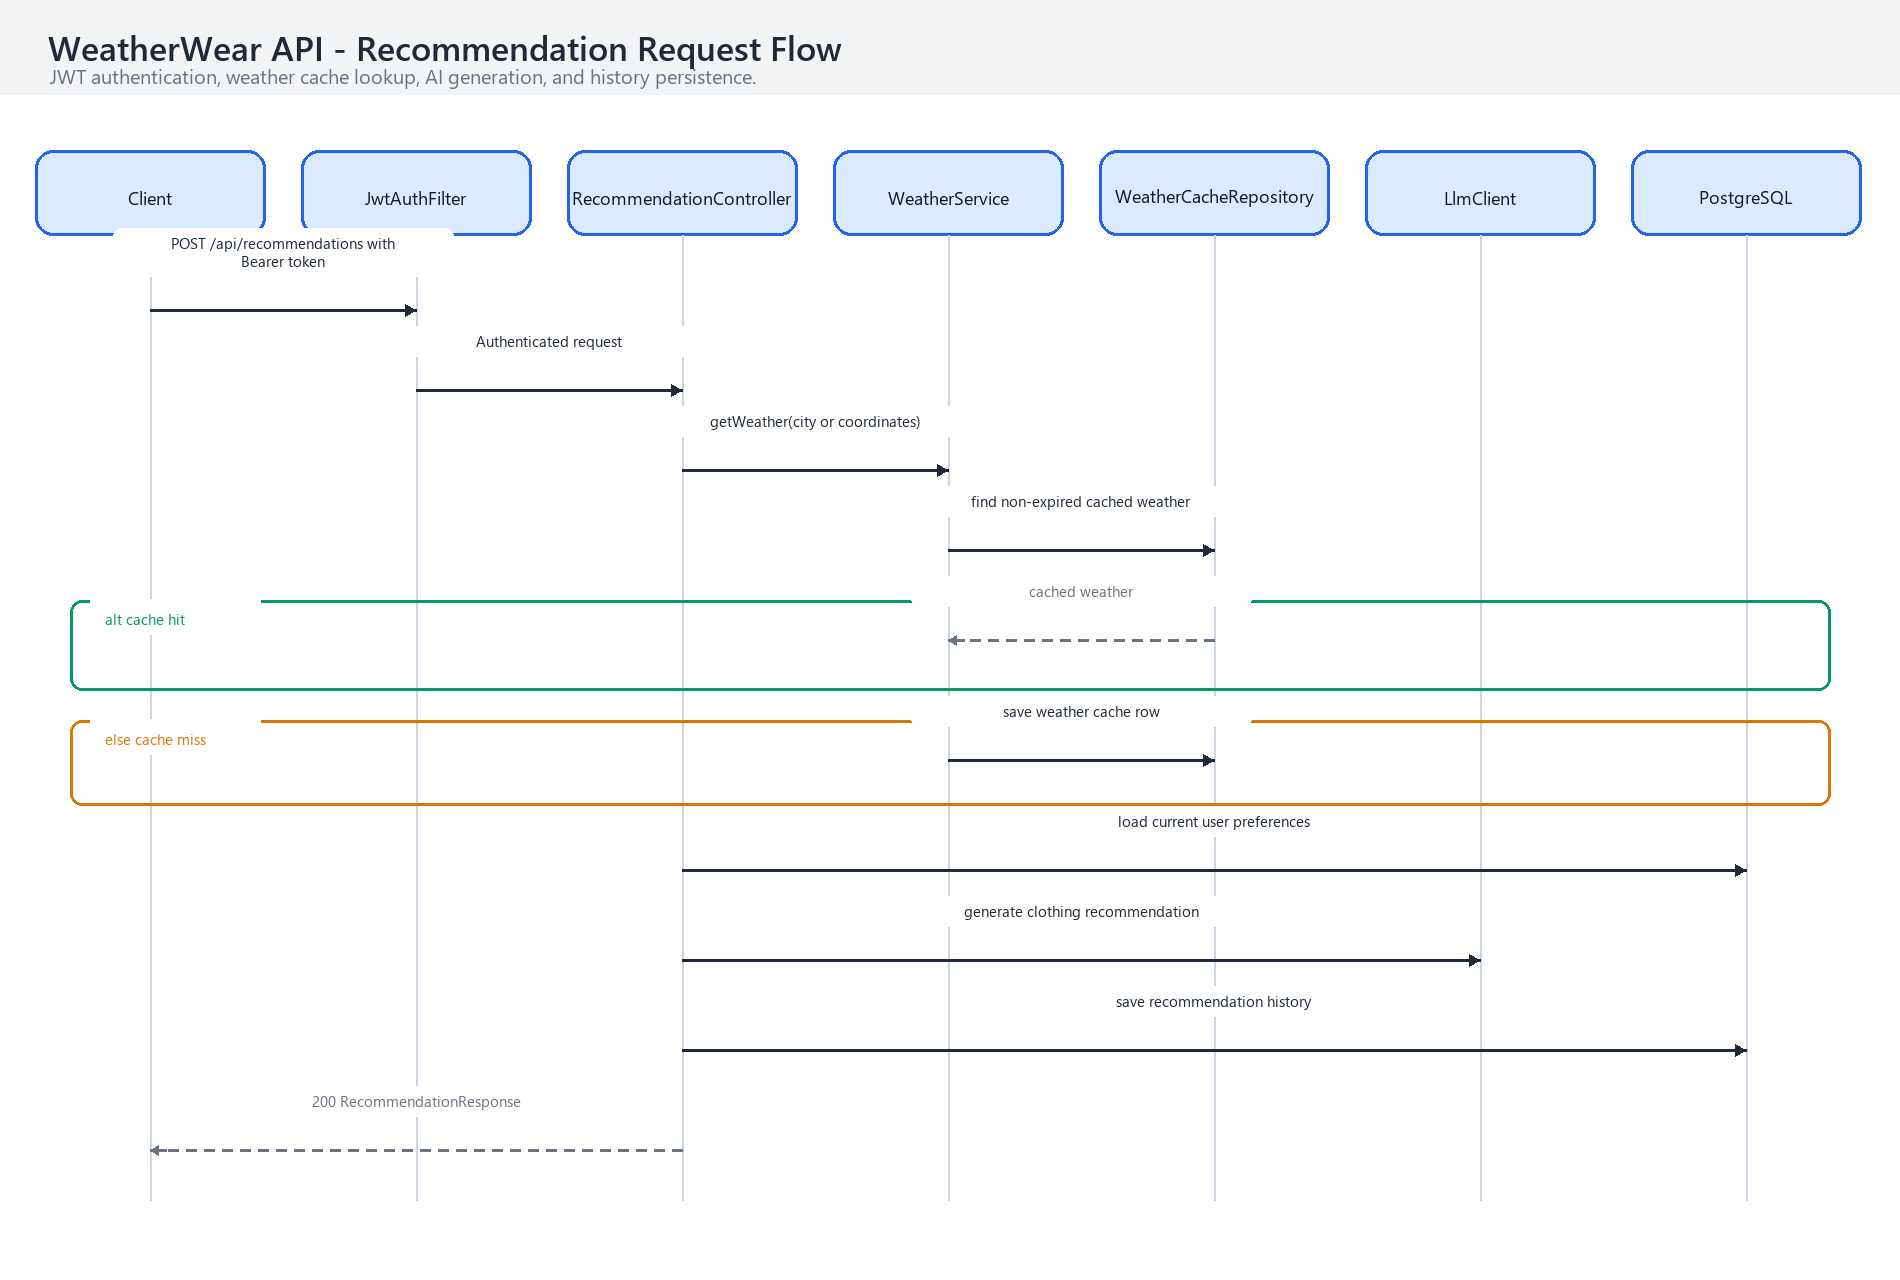 WeatherWear API - Recommendation Request Flow
JWT authentication, weather cache lookup, AI generation, and history persistence.
Client
JwtAuthFilter
RecommendationController
WeatherService
WeatherCacheRepository
LlmClient
PostgreSQL
POST /api/recommendations with
Bearer token
Authenticated request
getWeather(city or coordinates)
find non-expired cached weather
cached weather
alt cache hit
save weather cache row
else cache miss
load current user preferences
generate clothing recommendation
save recommendation history
200 RecommendationResponse